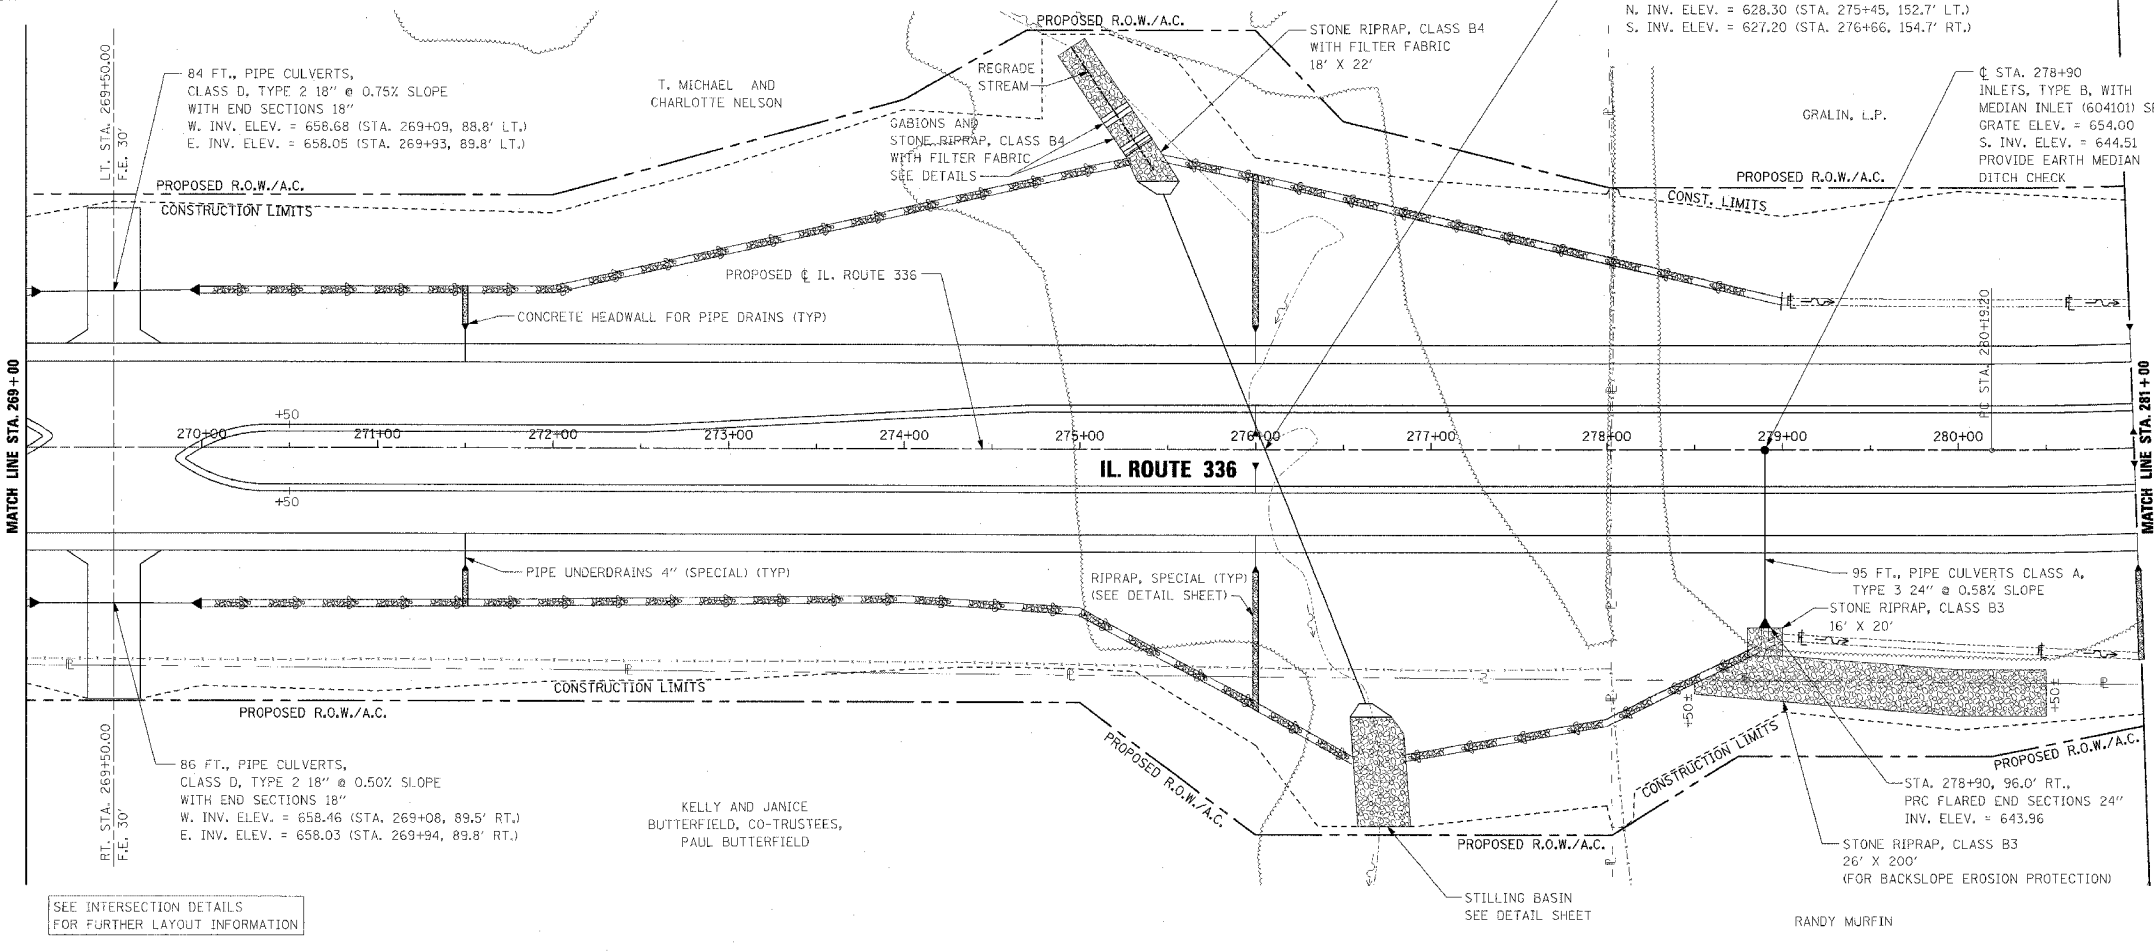 N. INV. ELEV. = 628.30 (STA. 275+45, 152.7' LT.)
S. INV. ELEV. = 627.20 (STA. 276+66, 154.7' RT.)
PROPOSED R.O.W./A.C.
STONE RIPRAP, CLASS B4
WITH FILTER FABRIC
18' X 22'
LT. STA. 269+50.00
F.E. 30'
84 FT., PIPE CULVERTS,
CLASS D, TYPE 2 18" @ 0.75% SLOPE
WITH END SECTIONS 18"
W. INV. ELEV. = 658.68 (STA. 269+09, 88.8' LT.)
E. INV. ELEV. = 658.05 (STA. 269+93, 89.8' LT.)
T. MICHAEL AND
CHARLOTTE NELSON
REGRADE
STREAM
GABIONS AND
STONE RIPRAP, CLASS B4
WITH FILTER FABRIC
SEE DETAILS
GRALIN, L.P.
℄ STA. 278+90
INLETS, TYPE B, WITH
MEDIAN INLET (604101)
GRATE ELEV. = 654.00
S. INV. ELEV. = 644.51
PROVIDE EARTH MEDIAN
DITCH CHECK
PROPOSED R.O.W./A.C.
CONSTRUCTION LIMITS
PROPOSED R.O.W./A.C.
CONST. LIMITS
PROPOSED ℄ IL. ROUTE 336
CONCRETE HEADWALL FOR PIPE DRAINS (TYP)
PC STA. 280+19.20
MATCH LINE STA. 269+00
MATCH LINE STA. 281+00
+50
270+00
271+00
272+00
273+00
274+00
275+00
276+00
277+00
278+00
279+00
280+00
IL. ROUTE 336
+50
PIPE UNDERDRAINS 4" (SPECIAL) (TYP)
RIPRAP, SPECIAL (TYP)
(SEE DETAIL SHEET)
95 FT., PIPE CULVERTS CLASS A,
TYPE 3 24" @ 0.58% SLOPE
STONE RIPRAP, CLASS B3
16' X 20'
CONSTRUCTION LIMITS
PROPOSED R.O.W./A.C.
+50±
+50±
PROPOSED R.O.W./A.C.
CONSTRUCTION LIMITS
PROPOSED R.O.W./A.C.
RT. STA. 269+50.00
F.E. 30'
86 FT., PIPE CULVERTS,
CLASS D, TYPE 2 18" @ 0.50% SLOPE
WITH END SECTIONS 18"
W. INV. ELEV. = 658.46 (STA. 269+08, 89.5' RT.)
E. INV. ELEV. = 658.03 (STA. 269+94, 89.8' RT.)
KELLY AND JANICE
BUTTERFIELD, CO-TRUSTEES,
PAUL BUTTERFIELD
STA. 278+90, 96.0' RT.,
PRC FLARED END SECTIONS 24"
INV. ELEV. = 643.96
PROPOSED R.O.W./A.C.
STONE RIPRAP, CLASS B3
26' X 200'
(FOR BACKSLOPE EROSION PROTECTION)
STILLING BASIN
SEE DETAIL SHEET
SEE INTERSECTION DETAILS
FOR FURTHER LAYOUT INFORMATION
RANDY MURFIN